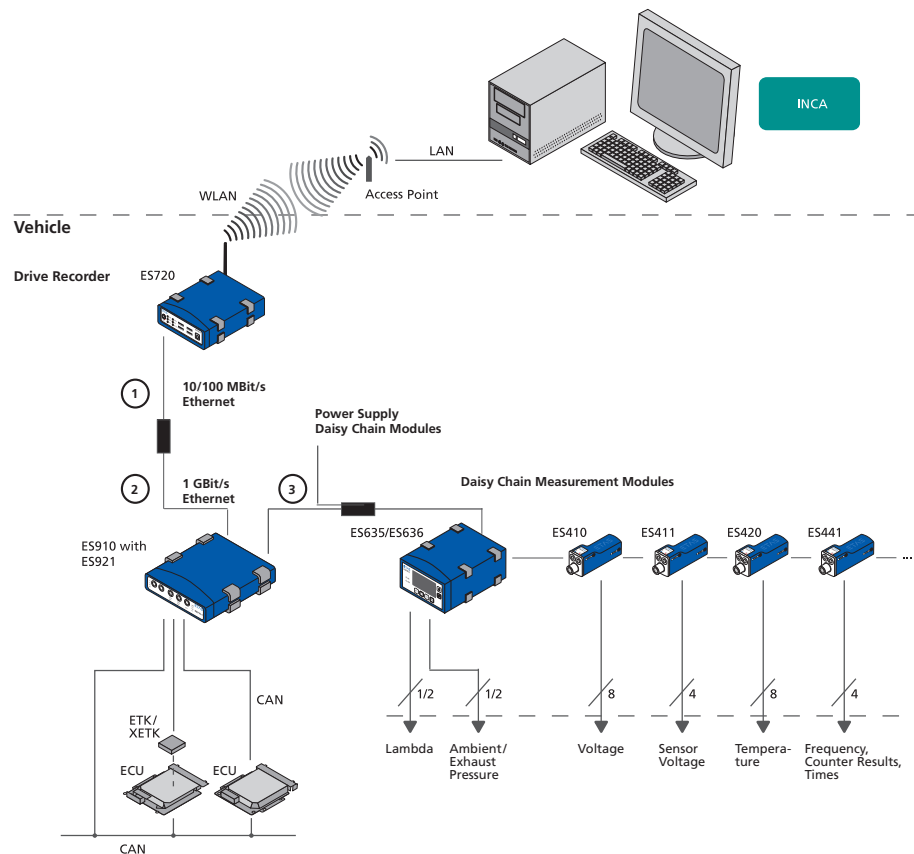 INCA
LAN
WLAN
Access Point
Vehicle
Drive Recorder
ES720
1
10/100 MBit/s
Ethernet
Power Supply
Daisy Chain Modules
2
1 GBit/s
Ethernet
3
Daisy Chain Measurement Modules
ES910 with
ES921
ES635/ES636
ES410
ES411
ES420
ES441
...
1/2
1/2
8
4
8
4
CAN
ETK/
XETK
ECU
ECU
CAN
Lambda
Ambient/
Exhaust
Pressure
Voltage
Sensor
Voltage
Tempera-
ture
Frequency,
Counter Results,
Times